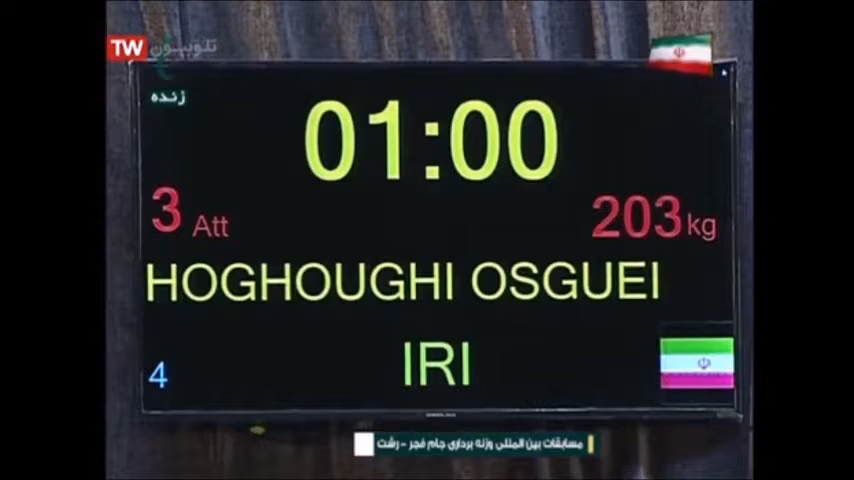 TW تلوبیون
زنده
01:00
3 Att
203 kg
HOGHOUGHI OSGUEI
IRI
4
مسابقات بین المللی وزنه برداری جام فجر - رشت